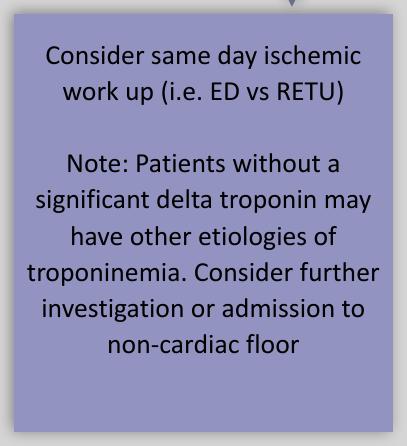 Consider same day ischemic
work up (i.e. ED vs RETU)
Note: Patients without a
significant delta troponin may
have other etiologies of
troponinemia. Consider further
investigation or admission to
non-cardiac floor